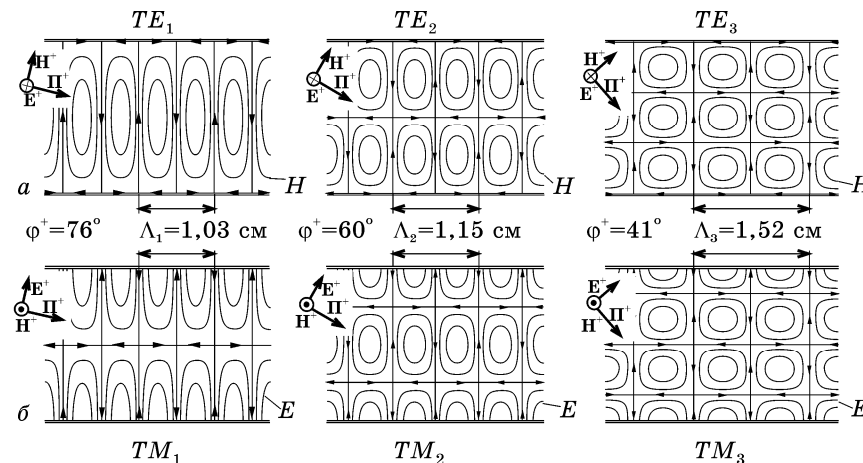 TE₁ TE₂ TE₃
H⁺ H⁺ H⁺
Π⁺ Π⁺ Π⁺
E⁺ E⁺ E⁺
а H H H
φ⁺=76° Λ₁=1,03 см φ⁺=60° Λ₂=1,15 см φ⁺=41° Λ₃=1,52 см
E⁺ E⁺ E⁺
Π⁺ Π⁺ Π⁺
H⁺ H⁺ H⁺
б E E E
TM₁ TM₂ TM₃